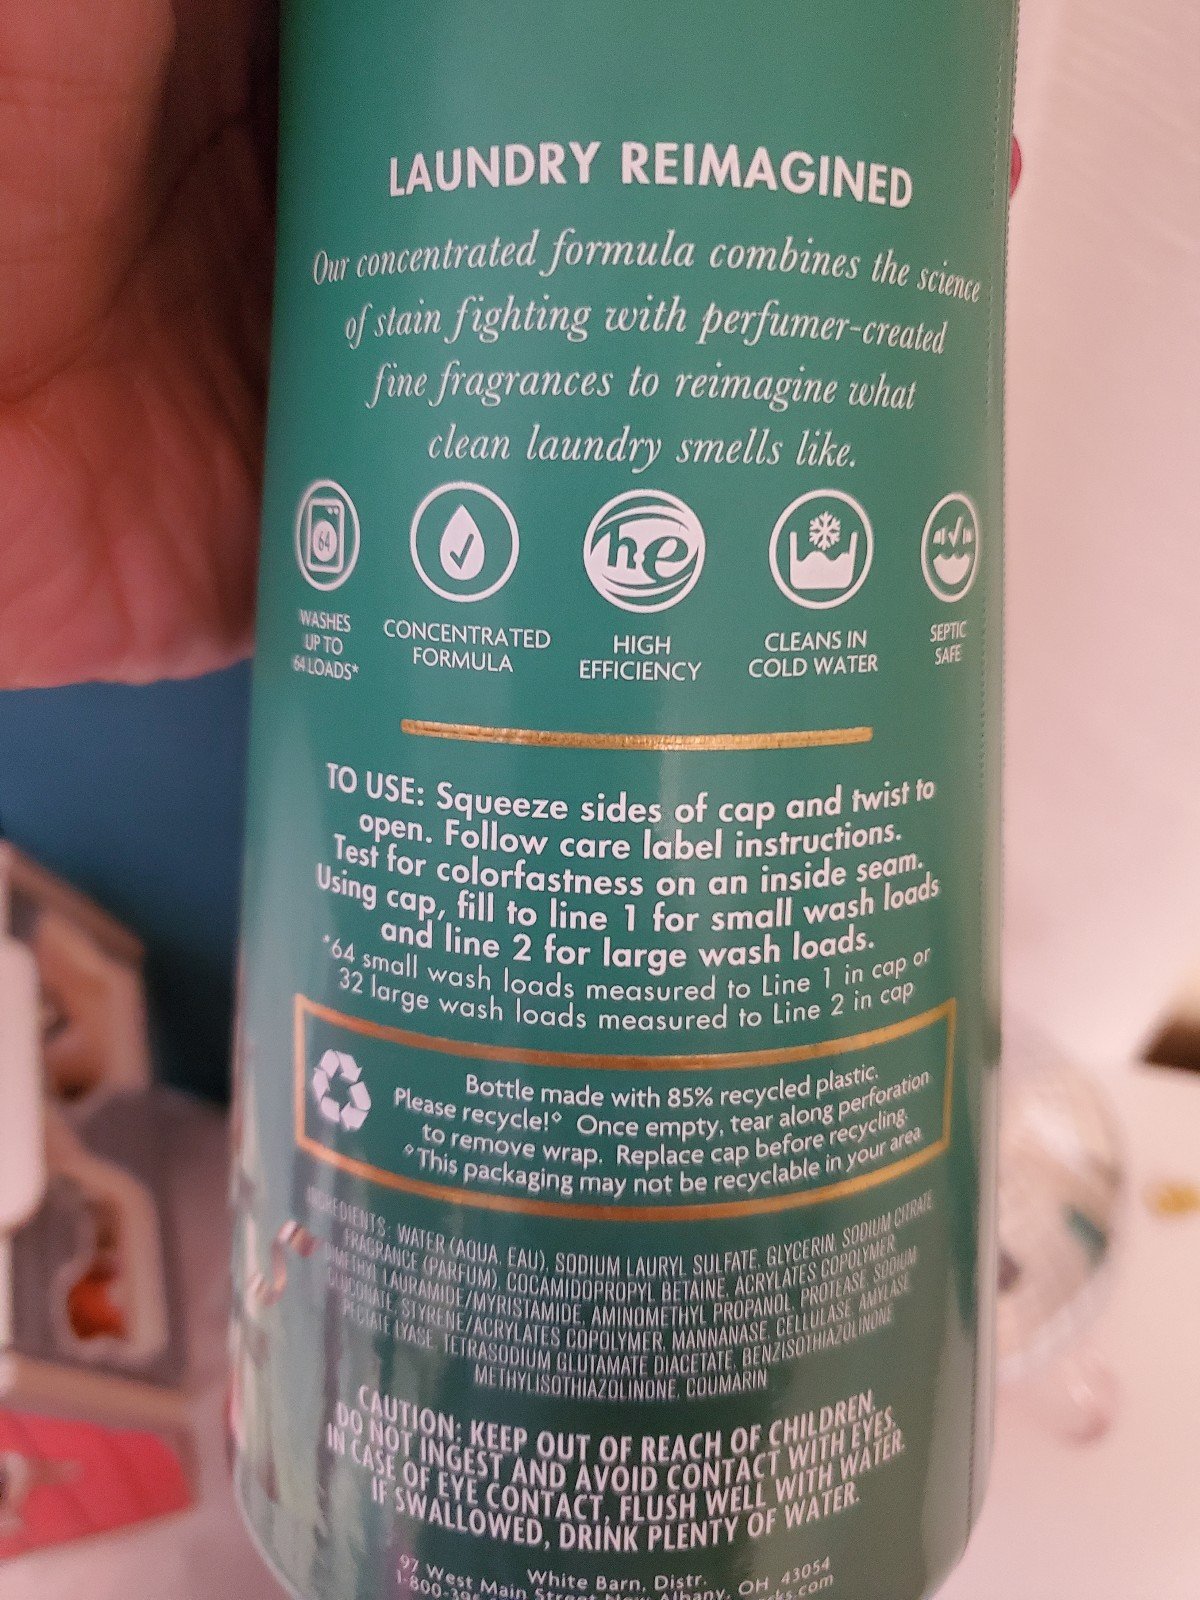 LAUNDRY REIMAGINED
Our concentrated formula combines the science
of stain fighting with perfumer-created
fine fragrances to reimagine what
clean laundry smells like.
64
he
WASHES
UP TO
64 LOADS*
CONCENTRATED
FORMULA
HIGH
EFFICIENCY
CLEANS IN
COLD WATER
SEPTIC
SAFE
TO USE: Squeeze sides of cap and twist to
open. Follow care label instructions.
Test for colorfastness on an inside seam.
Using cap, fill to line 1 for small wash loads
and line 2 for large wash loads.
*64 small wash loads measured to Line 1 in cap or
32 large wash loads measured to Line 2 in cap
Bottle made with 85% recycled plastic.
Please recycle!◊ Once empty, tear along perforation
to remove wrap. Replace cap before recycling.
◊This packaging may not be recyclable in your area
INGREDIENTS: WATER (AQUA, EAU), SODIUM LAURYL SULFATE, GLYCERIN, SODIUM CITRATE
FRAGRANCE (PARFUM), COCAMIDOPROPYL BETAINE, ACRYLATES COPOLYMER,
DIMETHYL LAURAMIDE/MYRISTAMIDE, AMINOMETHYL PROPANOL, PROTEASE, SODIUM
GLUCONATE, STYRENE/ACRYLATES COPOLYMER, MANNANASE, CELLULASE, AMYLASE,
PECTATE LYASE, TETRASODIUM GLUTAMATE DIACETATE, BENZISOTHIAZOLINONE
METHYLISOTHIAZOLINONE, COUMARIN
CAUTION: KEEP OUT OF REACH OF CHILDREN.
DO NOT INGEST AND AVOID CONTACT WITH EYES.
IN CASE OF EYE CONTACT, FLUSH WELL WITH WATER.
IF SWALLOWED, DRINK PLENTY OF WATER.
White Barn, Distr.
97 West Main Street, New Albany, OH 43054